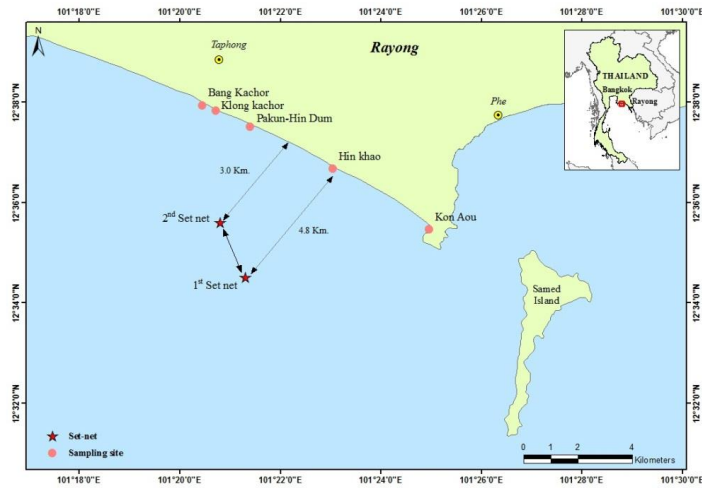 101°18'0"E 101°20'0"E 101°22'0"E 101°24'0"E 101°26'0"E 101°28'0"E 101°30'0"E
N
Taphong
Rayong
THAILAND
Bangkok
Rayong
12°38'0"N
12°38'0"N
Bang Kachor
Klong kachor
Pakun-Hin Dum
Phe
Hin khao
3.0 Km.
12°36'0"N
12°36'0"N
2nd Set net
4.8 Km.
Kon Aou
1st Set net
Samed
Island
12°34'0"N
12°34'0"N
12°32'0"N
12°32'0"N
Set-net
Sampling site
0 1 2 4
Kilometers
101°18'0"E 101°20'0"E 101°22'0"E 101°24'0"E 101°26'0"E 101°28'0"E 101°30'0"E